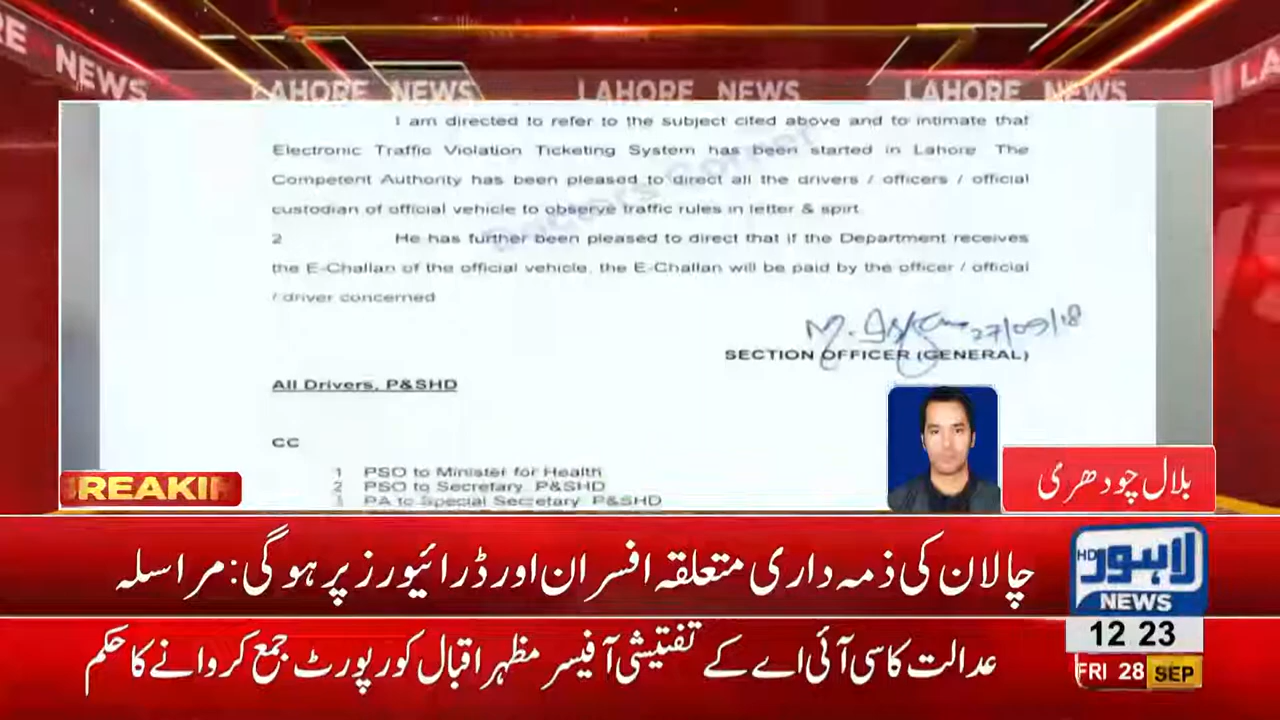 RE NEWS
LAHORE NEWS
LAHORE NEWS
LAHORE NEWS
LA
I am directed to refer to the subject cited above and to intimate that
Electronic Traffic Violation Ticketing System has been started in Lahore. The
Competent Authority has been pleased to direct all the drivers / officers / official
custodian of official vehicle to observe traffic rules in letter & spirt.
Doctors Corner
2 He has further been pleased to direct that if the Department receives
the E-Challan of the official vehicle, the E-Challan will be paid by the officer / official
/ driver concerned
27/09/18
SECTION OFFICER (GENERAL)
All Drivers, P&SHD
CC
1 PSO to Minister for Health
2 PSO to Secretary P&SHD
3 PA to Special Secretary P&SHD
بلال چودھری
REAKIN
چالان کی ذمہ داری متعلقہ افسران اور ڈرائیورز پر ہوگی: مراسلہ
HD لاہور
NEWS
12 23
عدالت کا سی آئی اے کے تفتیشی آفیسر مظہر اقبال کو رپورٹ جمع کروانے کا حکم
FRI 28 SEP